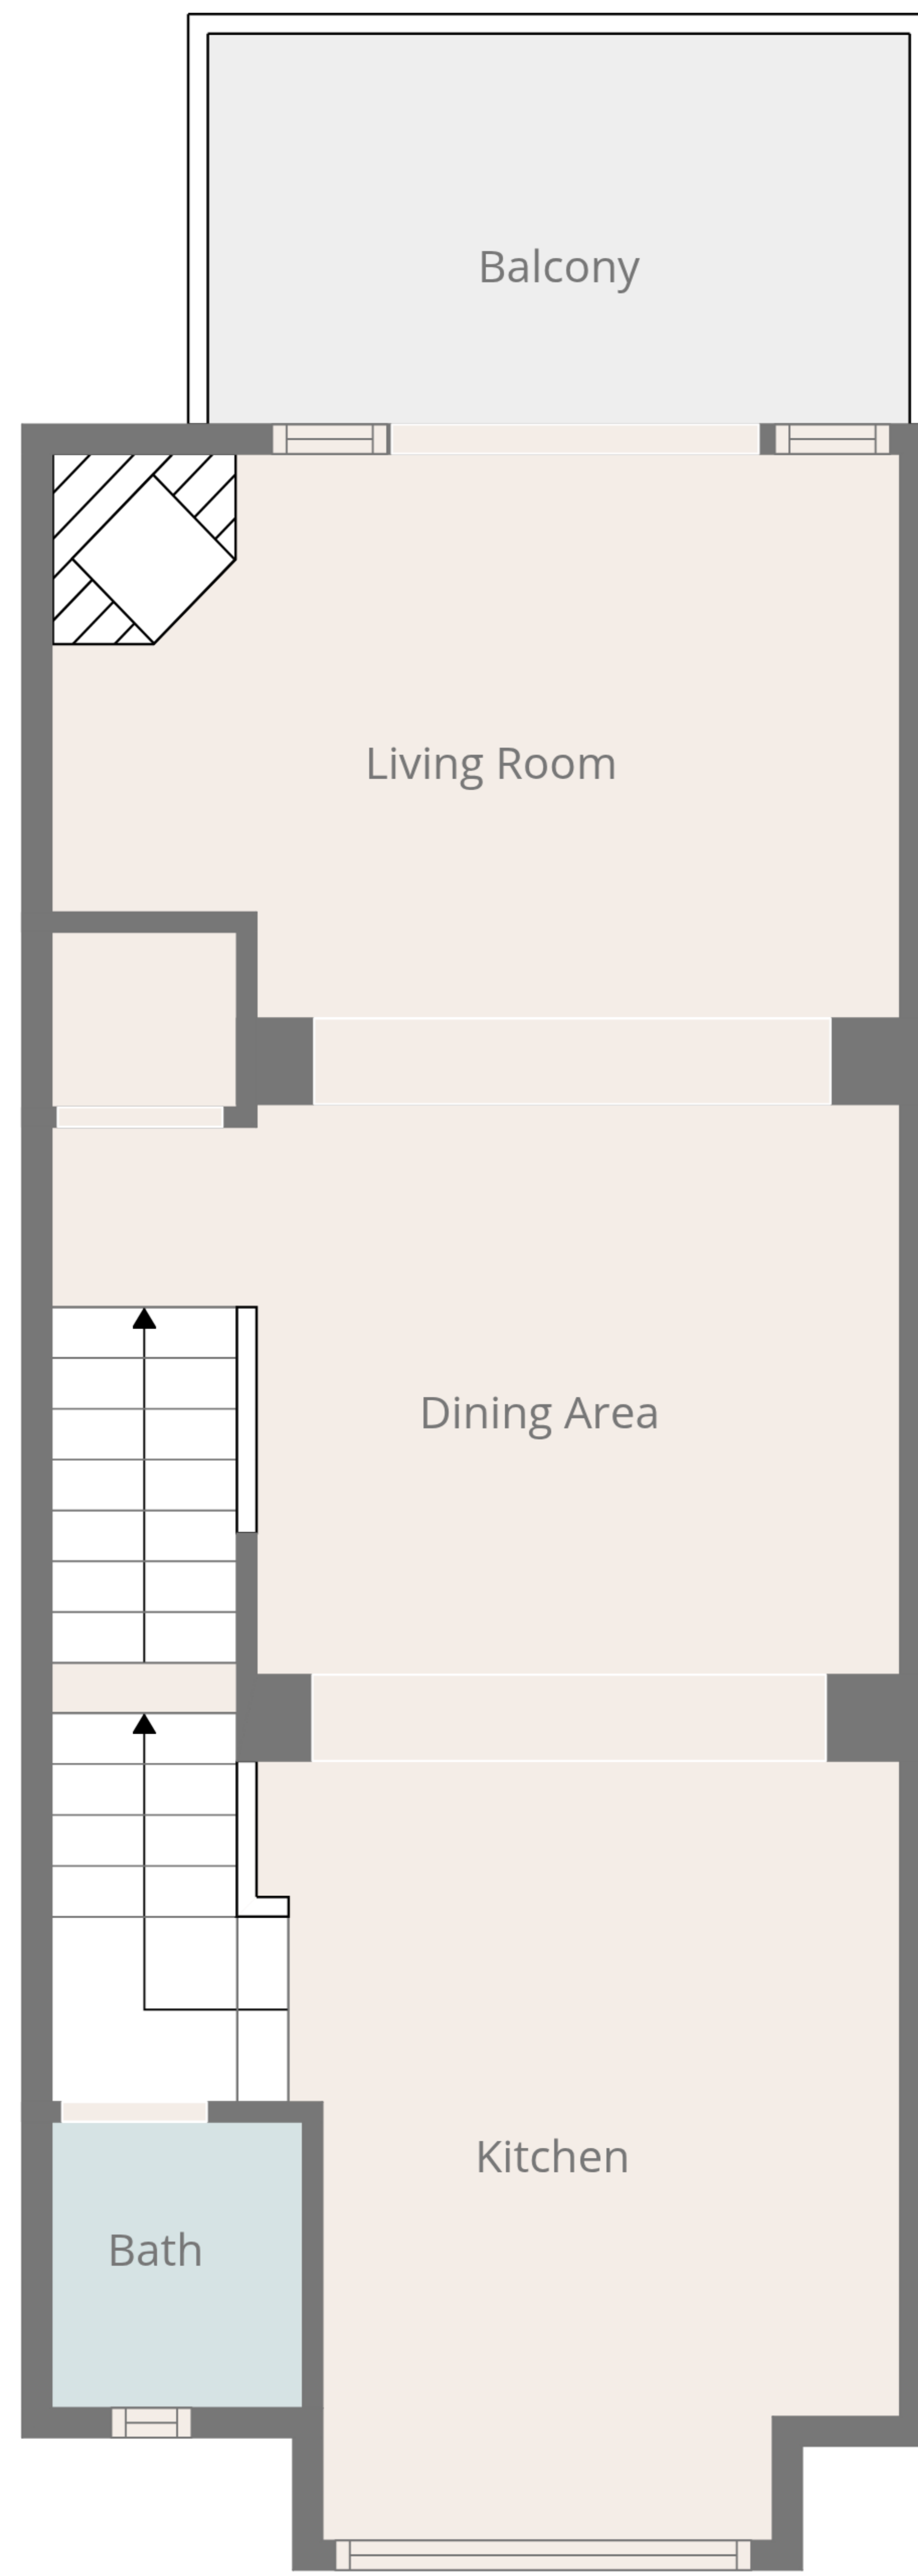 Balcony
Living Room
Dining Area
Kitchen
Bath